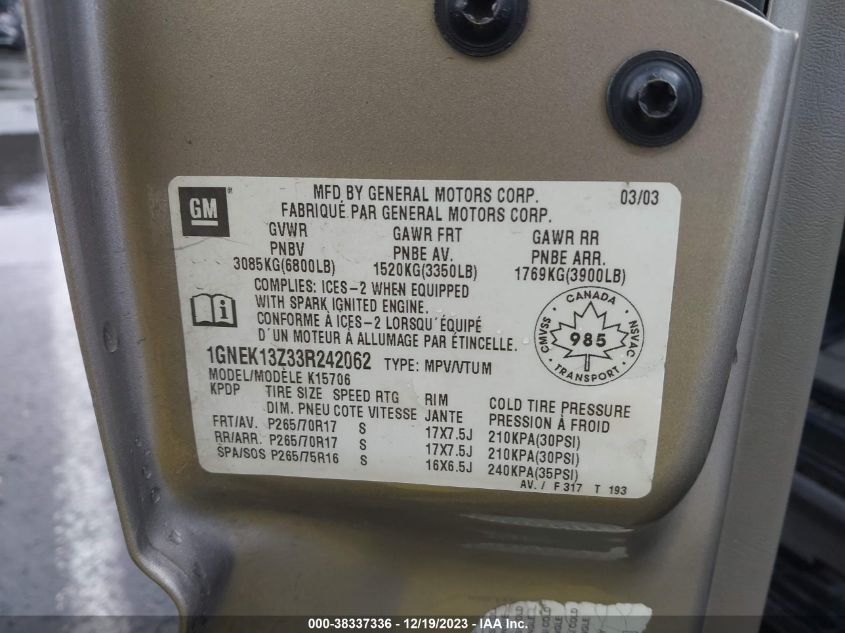 GM ®
MFD BY GENERAL MOTORS CORP. 03/03
FABRIQUÉ PAR GENERAL MOTORS CORP.
GVWR GAWR FRT GAWR RR
PNBV PNBE AV. PNBE ARR.
3085KG(6800LB) 1520KG(3350LB) 1769KG(3900LB)
COMPLIES: ICES-2 WHEN EQUIPPED
WITH SPARK IGNITED ENGINE.
CONFORME À ICES-2 LORSQU'ÉQUIPÉ
D'UN MOTEUR À ALLUMAGE PAR ÉTINCELLE.
CANADA
CMVSS 985 NSVAC
TRANSPORT
1GNEK13Z33R242062 TYPE: MPV/VTUM
MODEL/MODÈLE K15706
KPDP TIRE SIZE SPEED RTG RIM COLD TIRE PRESSURE
DIM. PNEU COTE VITESSE JANTE PRESSION À FROID
FRT/AV. P265/70R17 S 17X7.5J 210KPA(30PSI)
RR/ARR. P265/70R17 S 17X7.5J 210KPA(30PSI)
SPA/SOS P265/75R16 S 16X6.5J 240KPA(35PSI)
AV. / F 317 T 193
000-38337336 - 12/19/2023 - IAA Inc.